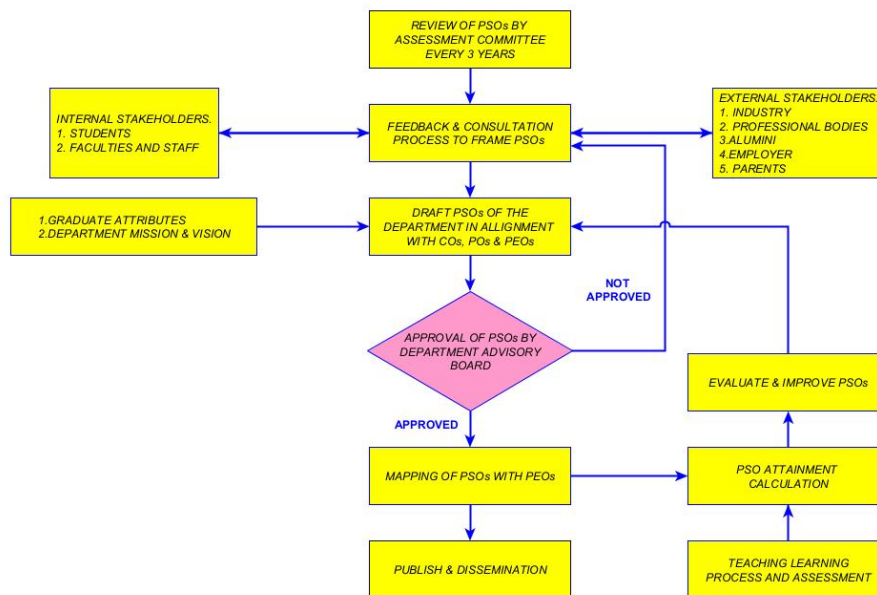 REVIEW OF PSOs BY
ASSESSMENT COMMITTEE
EVERY 3 YEARS
INTERNAL STAKEHOLDERS.
1. STUDENTS
2. FACULTIES AND STAFF
FEEDBACK & CONSULTATION
PROCESS TO FRAME PSOs
EXTERNAL STAKEHOLDERS.
1. INDUSTRY
2. PROFESSIONAL BODIES
3.ALUMINI
4.EMPLOYER
5. PARENTS
1.GRADUATE ATTRIBUTES
2.DEPARTMENT MISSION & VISION
DRAFT PSOs OF THE
DEPARTMENT IN ALLIGNMENT
WITH COs, POs & PEOs
NOT
APPROVED
APPROVAL OF PSOs BY
DEPARTMENT ADVISORY
BOARD
EVALUATE & IMPROVE PSOs
APPROVED
MAPPING OF PSOs WITH PEOs
PSO ATTAINMENT
CALCULATION
PUBLISH & DISSEMINATION
TEACHING LEARNING
PROCESS AND ASSESSMENT